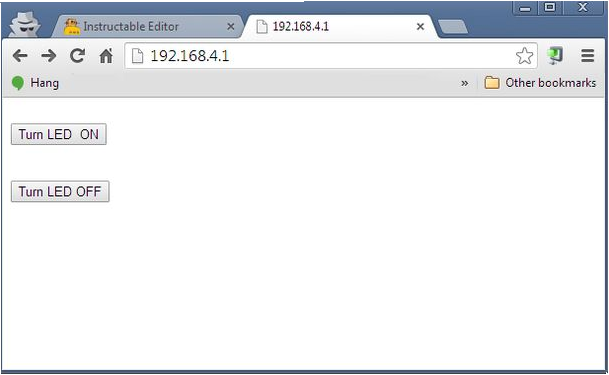 Instructable Editor 192.168.4.1
192.168.4.1
Hang » Other bookmarks
Turn LED  ON
Turn LED OFF